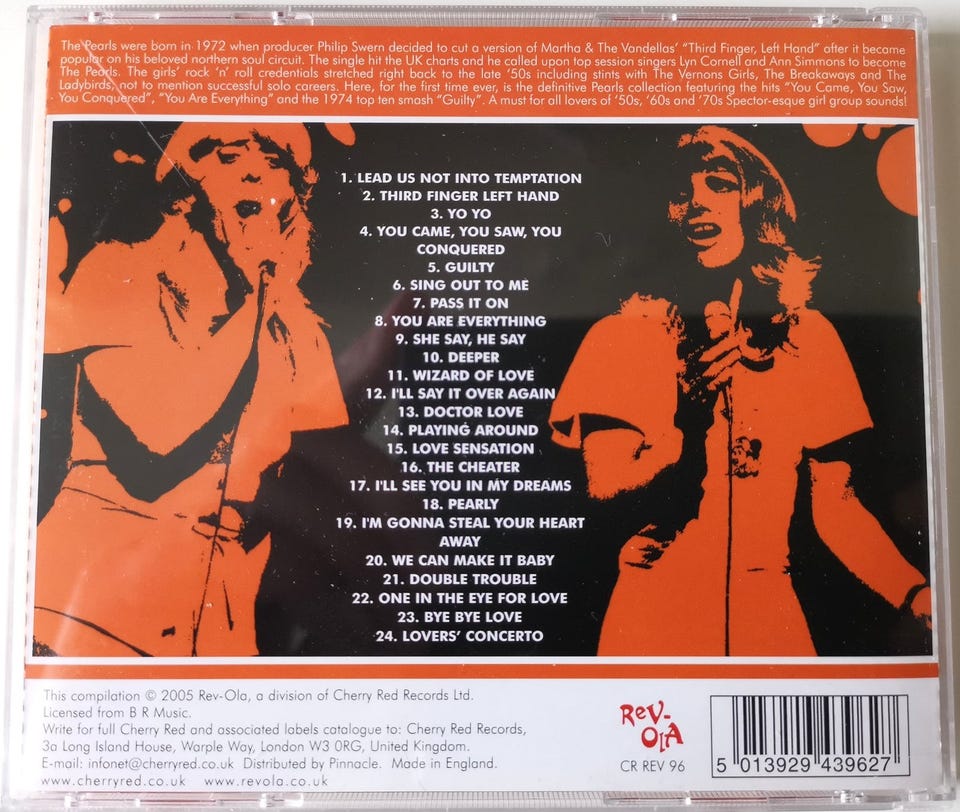 The Pearls were born in 1972 when producer Philip Swern decided to cut a version of Martha & The Vandellas' "Third Finger, Left Hand" after it became
popular on his beloved northern soul circuit. The single hit the UK charts and he called upon top session singers Lyn Cornell and Ann Simmons to become
The Pearls. The girls' rock 'n' roll credentials stretched right back to the late '50s including stints with The Vernons Girls, The Breakaways and The
Ladybirds, not to mention successful solo careers. Here, for the first time ever, is the definitive Pearls collection featuring the hits "You Came, You Saw,
You Conquered", "You Are Everything" and the 1974 top ten smash "Guilty". A must for all lovers of '50s, '60s and '70s Spector-esque girl group sounds!
1. LEAD US NOT INTO TEMPTATION
2. THIRD FINGER LEFT HAND
3. YO YO
4. YOU CAME, YOU SAW, YOU
CONQUERED
5. GUILTY
6. SING OUT TO ME
7. PASS IT ON
8. YOU ARE EVERYTHING
9. SHE SAY, HE SAY
10. DEEPER
11. WIZARD OF LOVE
12. I'LL SAY IT OVER AGAIN
13. DOCTOR LOVE
14. PLAYING AROUND
15. LOVE SENSATION
16. THE CHEATER
17. I'LL SEE YOU IN MY DREAMS
18. PEARLY
19. I'M GONNA STEAL YOUR HEART
AWAY
20. WE CAN MAKE IT BABY
21. DOUBLE TROUBLE
22. ONE IN THE EYE FOR LOVE
23. BYE BYE LOVE
24. LOVERS' CONCERTO
This compilation © 2005 Rev-Ola, a division of Cherry Red Records Ltd.
Licensed from B R Music.
Write for full Cherry Red and associated labels catalogue to: Cherry Red Records,
3a Long Island House, Warple Way, London W3 0RG, United Kingdom.
E-mail: infonet@cherryred.co.uk Distributed by Pinnacle. Made in England.
www.cherryred.co.uk www.revola.co.uk
REV-
OLA
CR REV 96
5 013929 439627